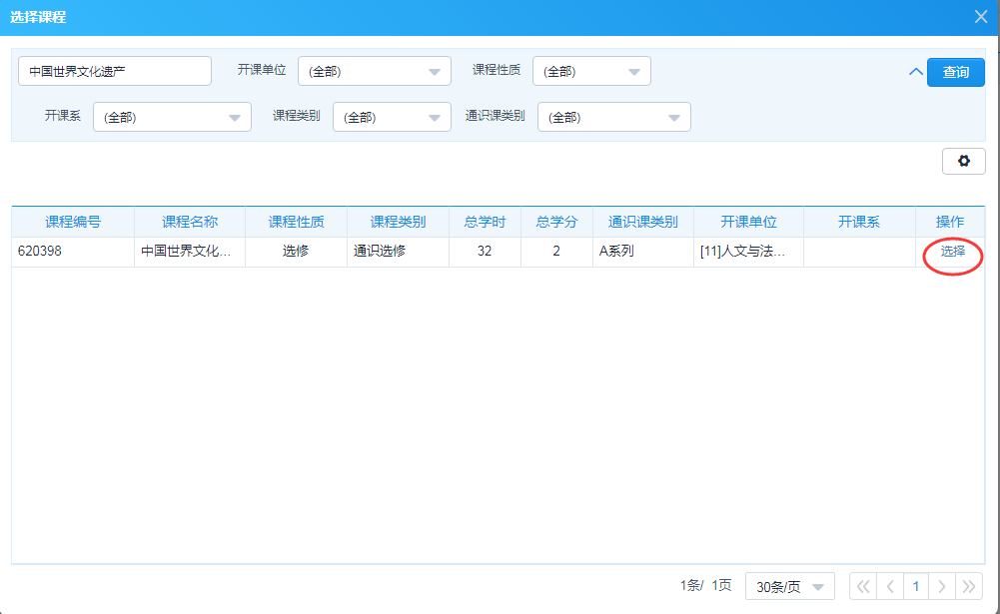 选择课程
中国世界文化遗产 开课单位 (全部) 课程性质 (全部) 查询
开课系 (全部) 课程类别 (全部) 通识课类别 (全部)
课程编号 课程名称 课程性质 课程类别 总学时 总学分 通识课类别 开课单位 开课系 操作
620398 中国世界文化... 选修 通识选修 32 2 A系列 [11]人文与法... 选择
1条/ 1页 30条/页 1